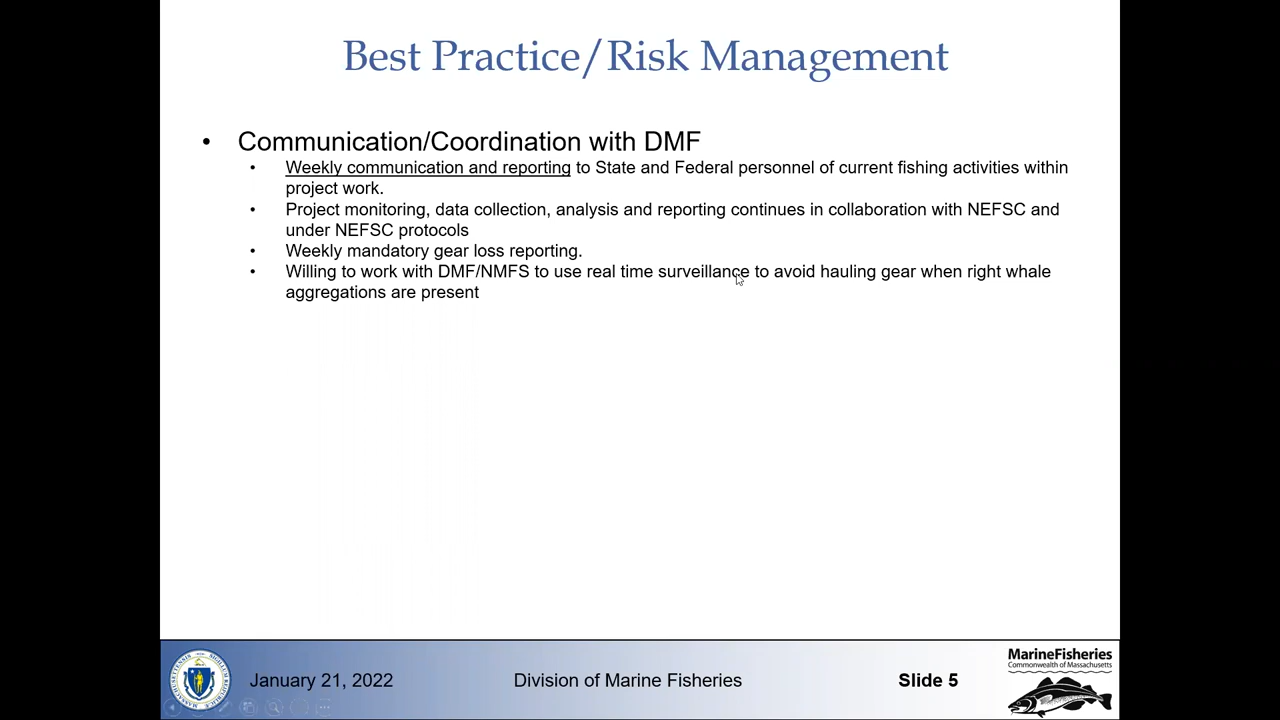 Best Practice/Risk Management
• Communication/Coordination with DMF
• Weekly communication and reporting to State and Federal personnel of current fishing activities within
project work.
• Project monitoring, data collection, analysis and reporting continues in collaboration with NEFSC and
under NEFSC protocols
• Weekly mandatory gear loss reporting.
• Willing to work with DMF/NMFS to use real time surveillance to avoid hauling gear when right whale
aggregations are present
January 21, 2022
Division of Marine Fisheries
Slide 5
MarineFisheries
Commonwealth of Massachusetts